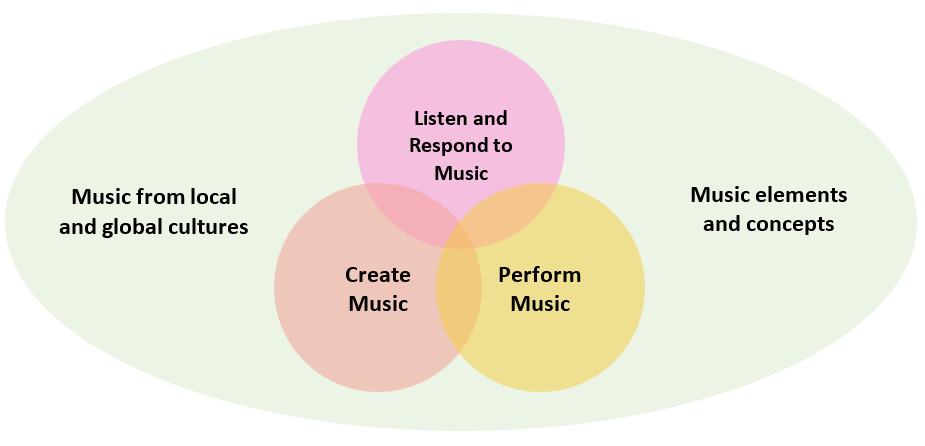 Listen and
Respond to
Music
Music from local
and global cultures
Music elements
and concepts
Create
Music
Perform
Music